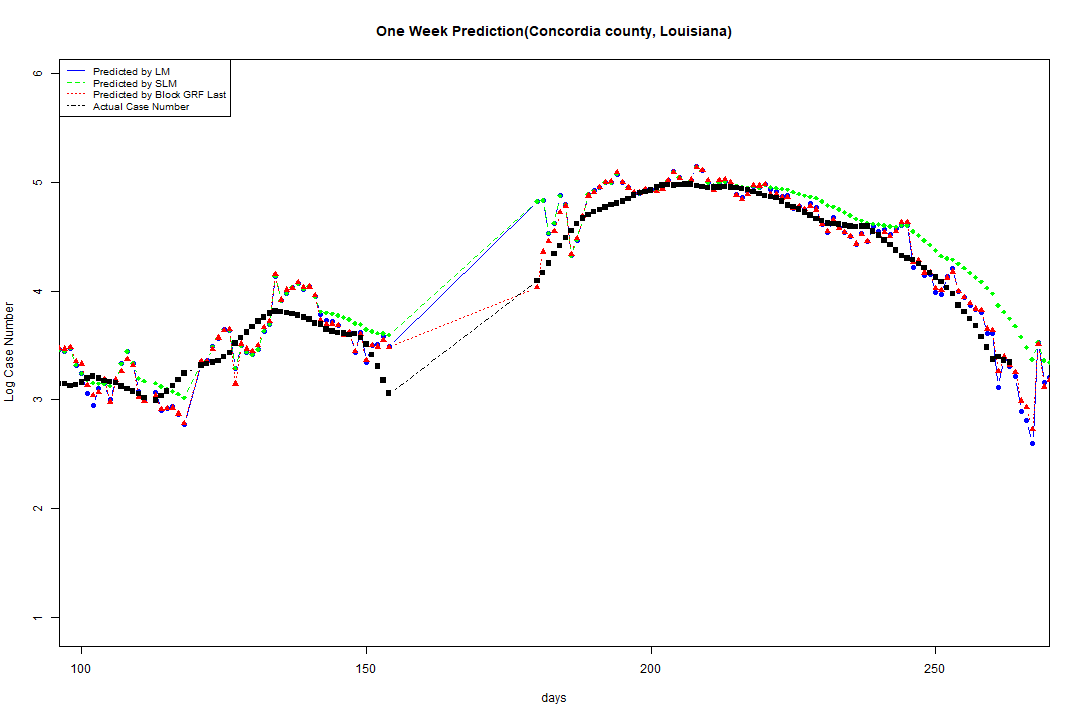 One Week Prediction(Concordia county, Louisiana)
Predicted by LM
Predicted by SLM
Predicted by Block GRF Last
Actual Case Number
6
5
4
3
2
1
Log Case Number
100 150 200 250
days